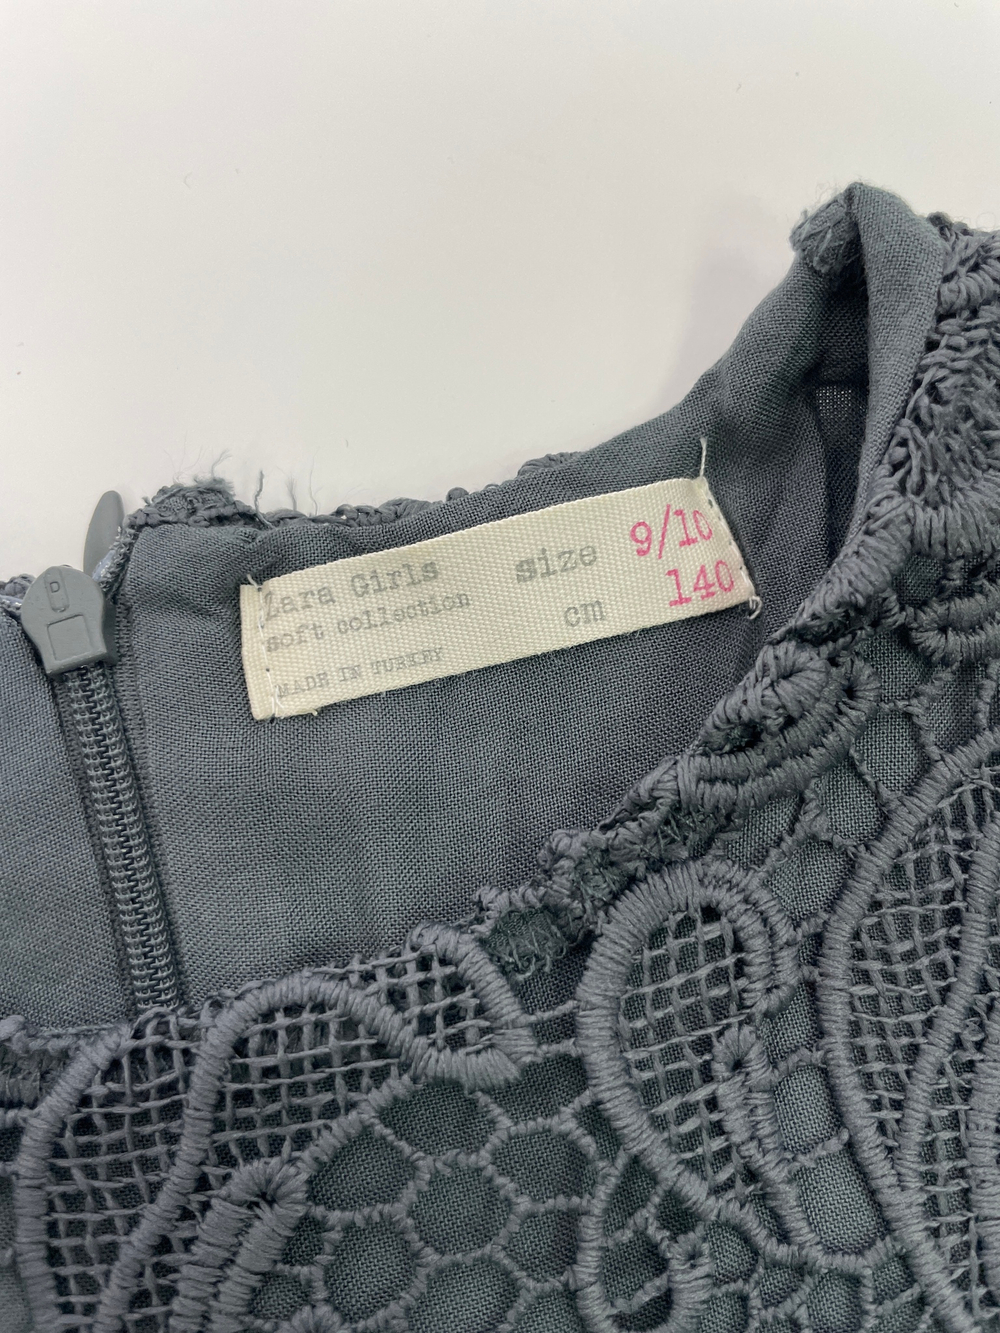 Zara Girls size 9/10
soft collection cm 140
MADE IN TURKEY
D